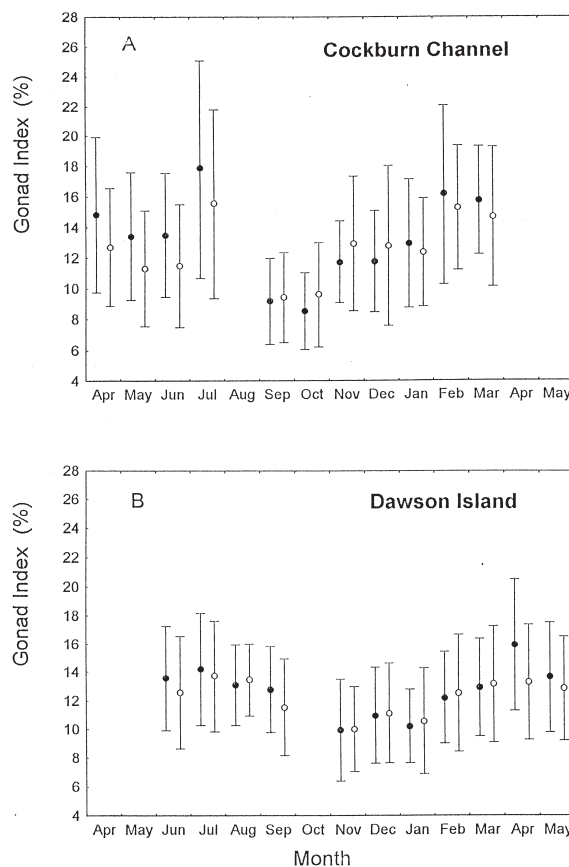 28
26
24
22
20
18
16
14
12
10
8
6
4
Gonad Index (%)
A
Cockburn Channel
Apr May Jun Jul Aug Sep Oct Nov Dec Jan Feb Mar Apr May
28
26
24
22
20
18
16
14
12
10
8
6
4
Gonad Index (%)
B
Dawson Island
Apr May Jun Jul Aug Sep Oct Nov Dec Jan Feb Mar Apr May
Month